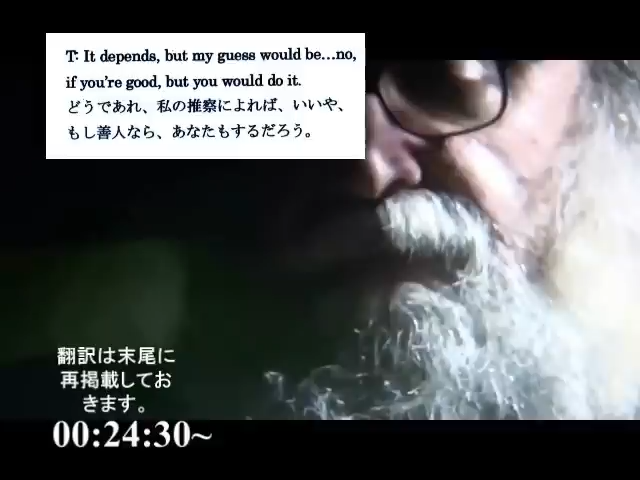 T: It depends, but my guess would be…no,
if you're good, but you would do it.
どうであれ、私の推察によれば、いいや、
もし善人なら、あなたもするだろう。
翻訳は末尾に
再掲載してお
きます。
00:24:30~